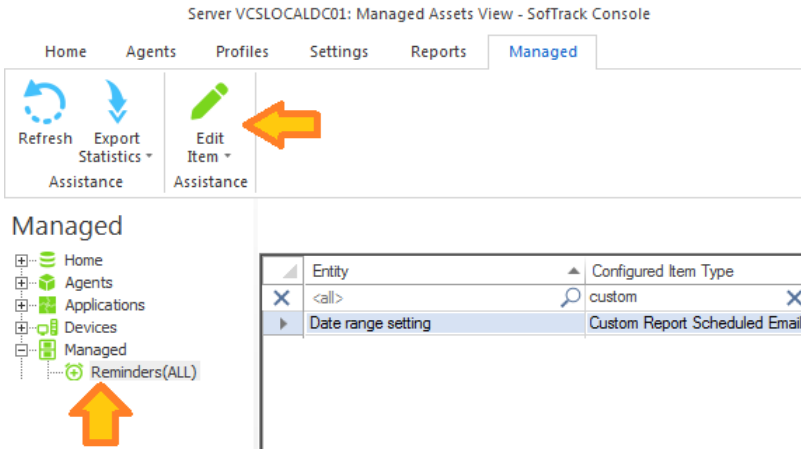 Server VCSLOCALDC01: Managed Assets View - SofTrack Console
Home Agents Profiles Settings Reports Managed
Refresh Export Statistics Edit Item
Assistance Assistance
Managed
Home
Agents
Applications
Devices
Managed
Reminders(ALL)
Entity Configured Item Type
<all> custom
Date range setting Custom Report Scheduled Email